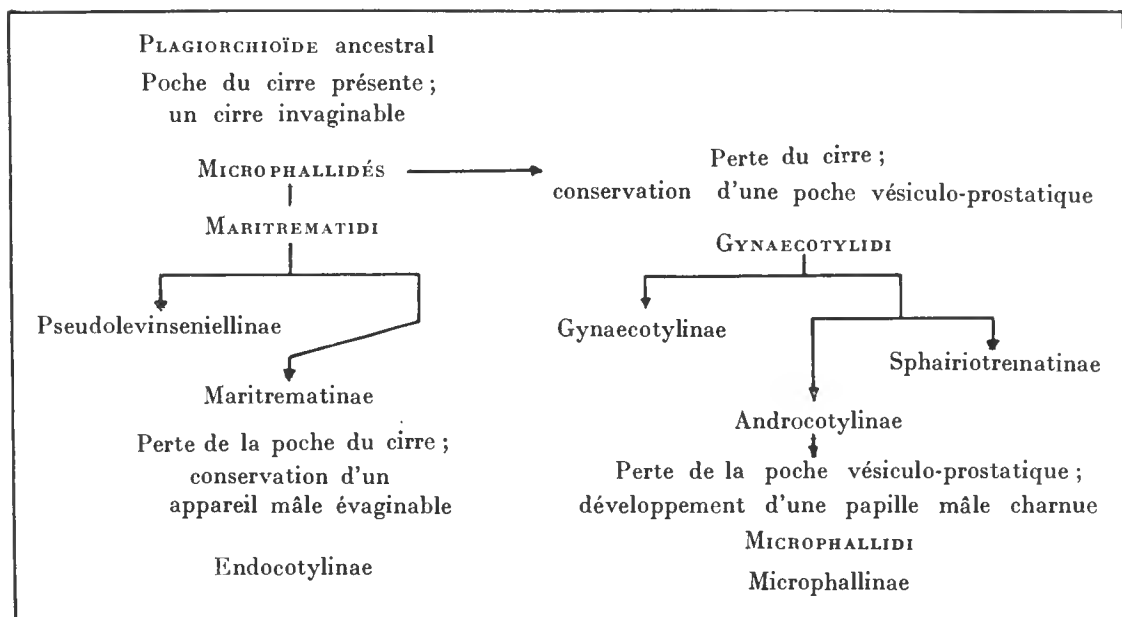 PLAGIORCHIOÏDE ancestral
Poche du cirre présente ;
un cirre invaginable
MICROPHALLIDÉS
Perte du cirre ;
conservation d'une poche vésiculo-prostatique
MARITREMATIDI
GYNAECOTYLIDI
Pseudolevinseniellinae
Gynaecotylinae
Sphairiotrematinae
Maritrematinae
Androcotylinae
Perte de la poche du cirre ;
conservation d'un
appareil mâle évaginable
Perte de la poche vésiculo-prostatique ;
développement d'une papille mâle charnue
MICROPHALLIDI
Endocotylinae
Microphallinae